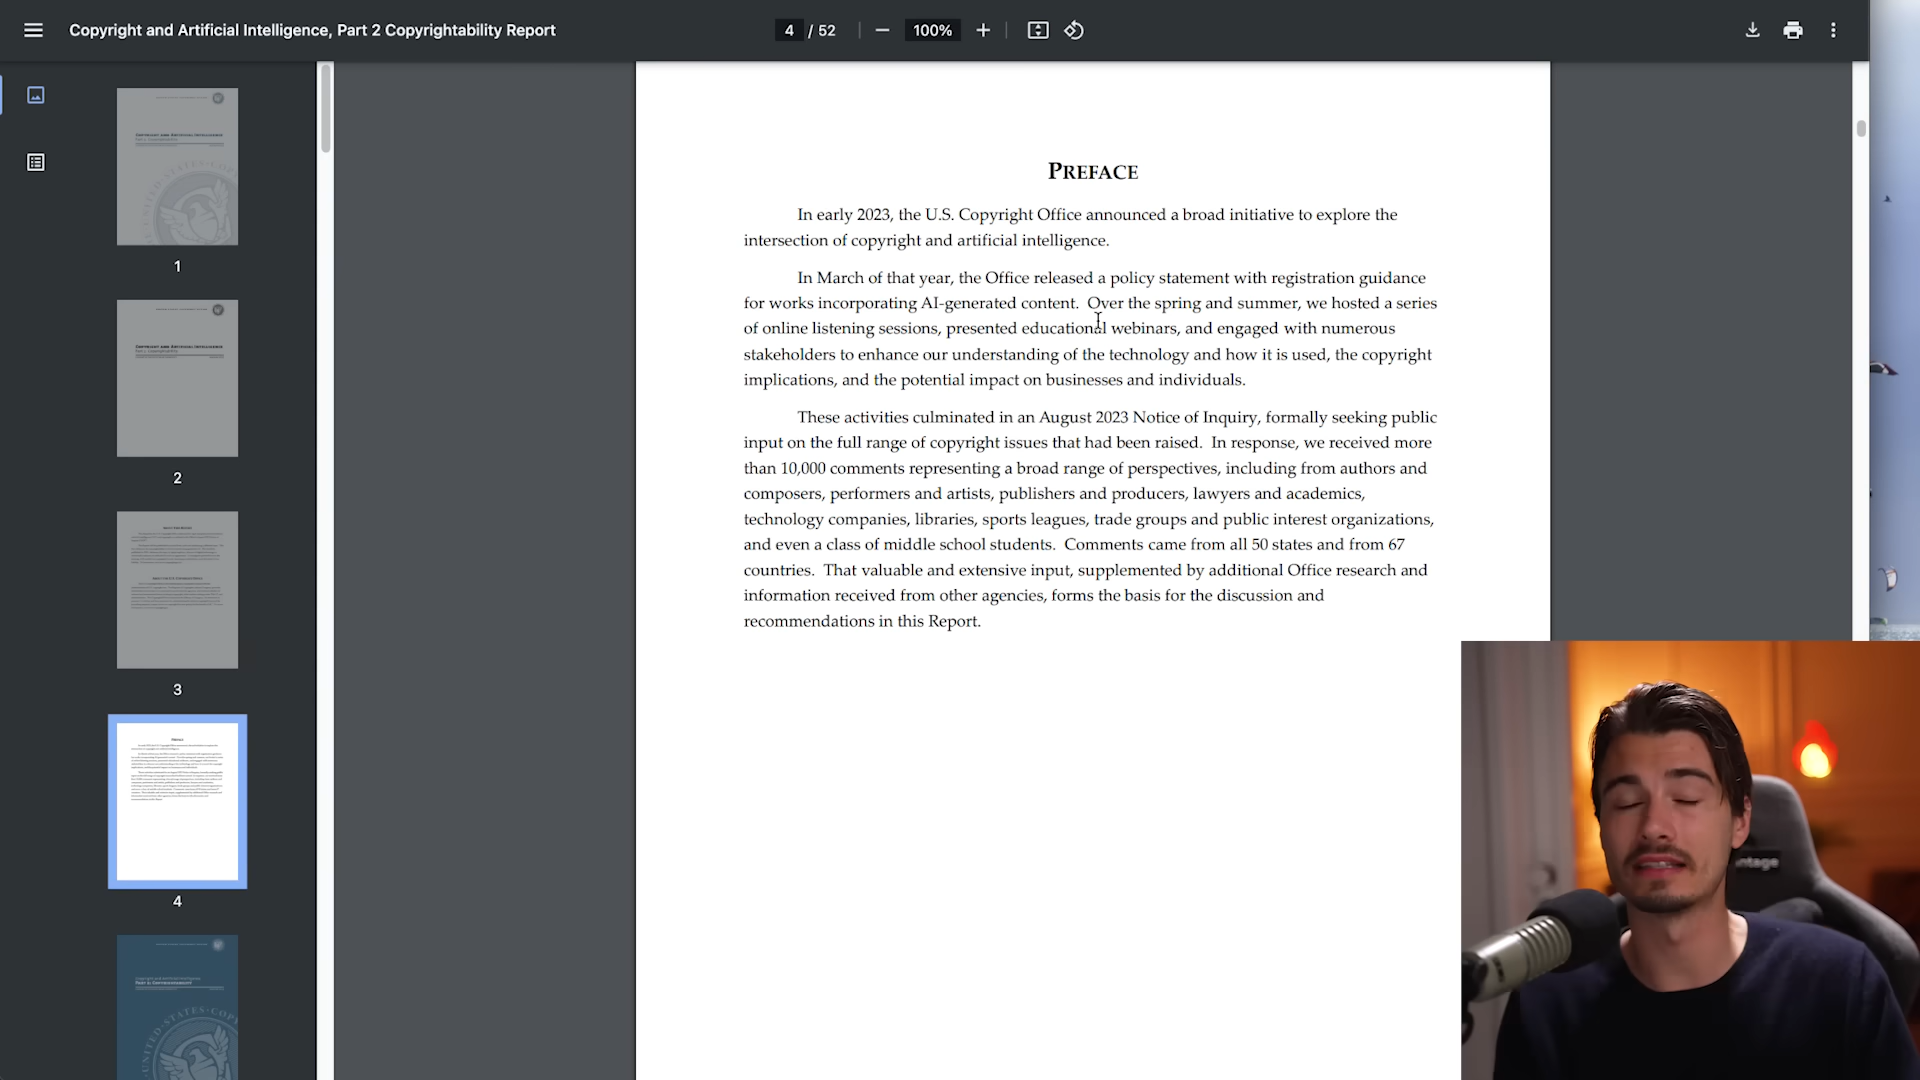 Copyright and Artificial Intelligence, Part 2 Copyrightability Report
4 / 52
100%
1
2
3
4
PREFACE
In early 2023, the U.S. Copyright Office announced a broad initiative to explore the
intersection of copyright and artificial intelligence.
In March of that year, the Office released a policy statement with registration guidance
for works incorporating AI-generated content. Over the spring and summer, we hosted a series
of online listening sessions, presented educational webinars, and engaged with numerous
stakeholders to enhance our understanding of the technology and how it is used, the copyright
implications, and the potential impact on businesses and individuals.
These activities culminated in an August 2023 Notice of Inquiry, formally seeking public
input on the full range of copyright issues that had been raised. In response, we received more
than 10,000 comments representing a broad range of perspectives, including from authors and
composers, performers and artists, publishers and producers, lawyers and academics,
technology companies, libraries, sports leagues, trade groups and public interest organizations,
and even a class of middle school students. Comments came from all 50 states and from 67
countries. That valuable and extensive input, supplemented by additional Office research and
information received from other agencies, forms the basis for the discussion and
recommendations in this Report.